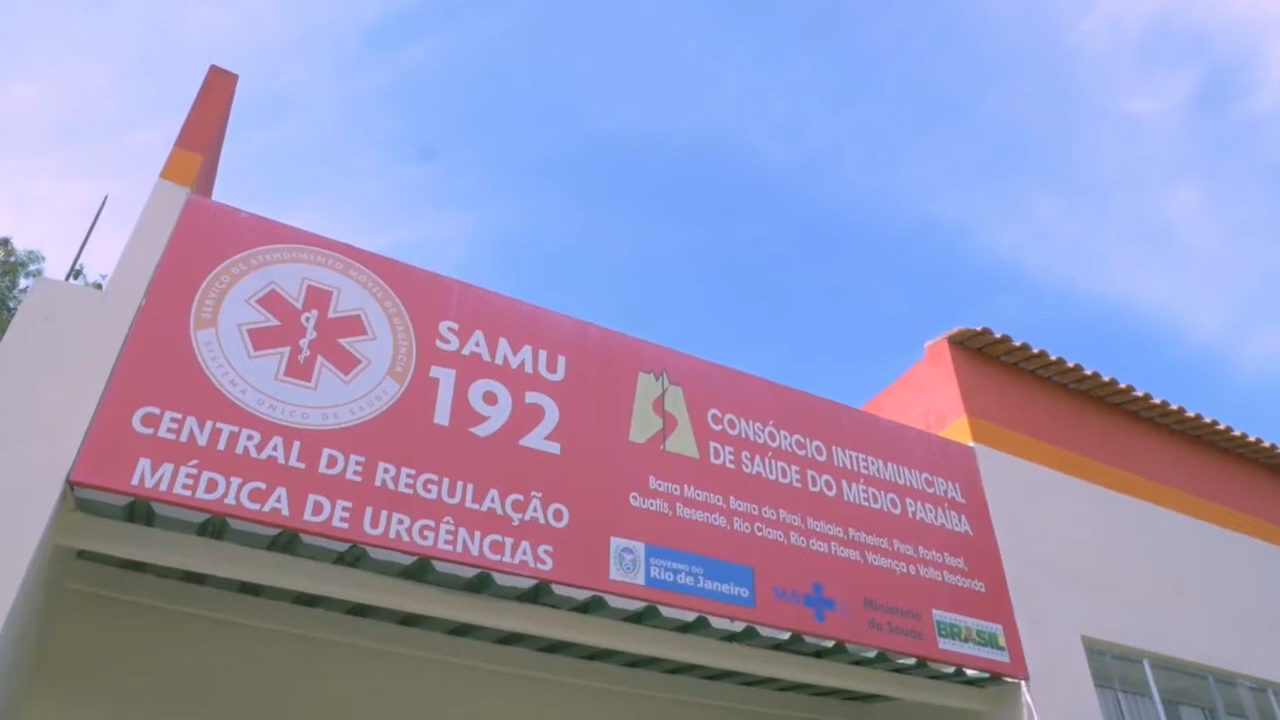 SERVIÇO DE ATENDIMENTO MÓVEL DE URGÊNCIA
SISTEMA ÚNICO DE SAÚDE
SAMU
192
CENTRAL DE REGULAÇÃO
MÉDICA DE URGÊNCIAS
CONSÓRCIO INTERMUNICIPAL
DE SAÚDE DO MÉDIO PARAÍBA
Barra Mansa, Barra do Piraí, Itatiaia, Pinheiral, Piraí, Porto Real,
Quatis, Resende, Rio Claro, Rio das Flores, Valença e Volta Redonda
GOVERNO DO
Rio de Janeiro
Ministério
da Saúde
BRASIL